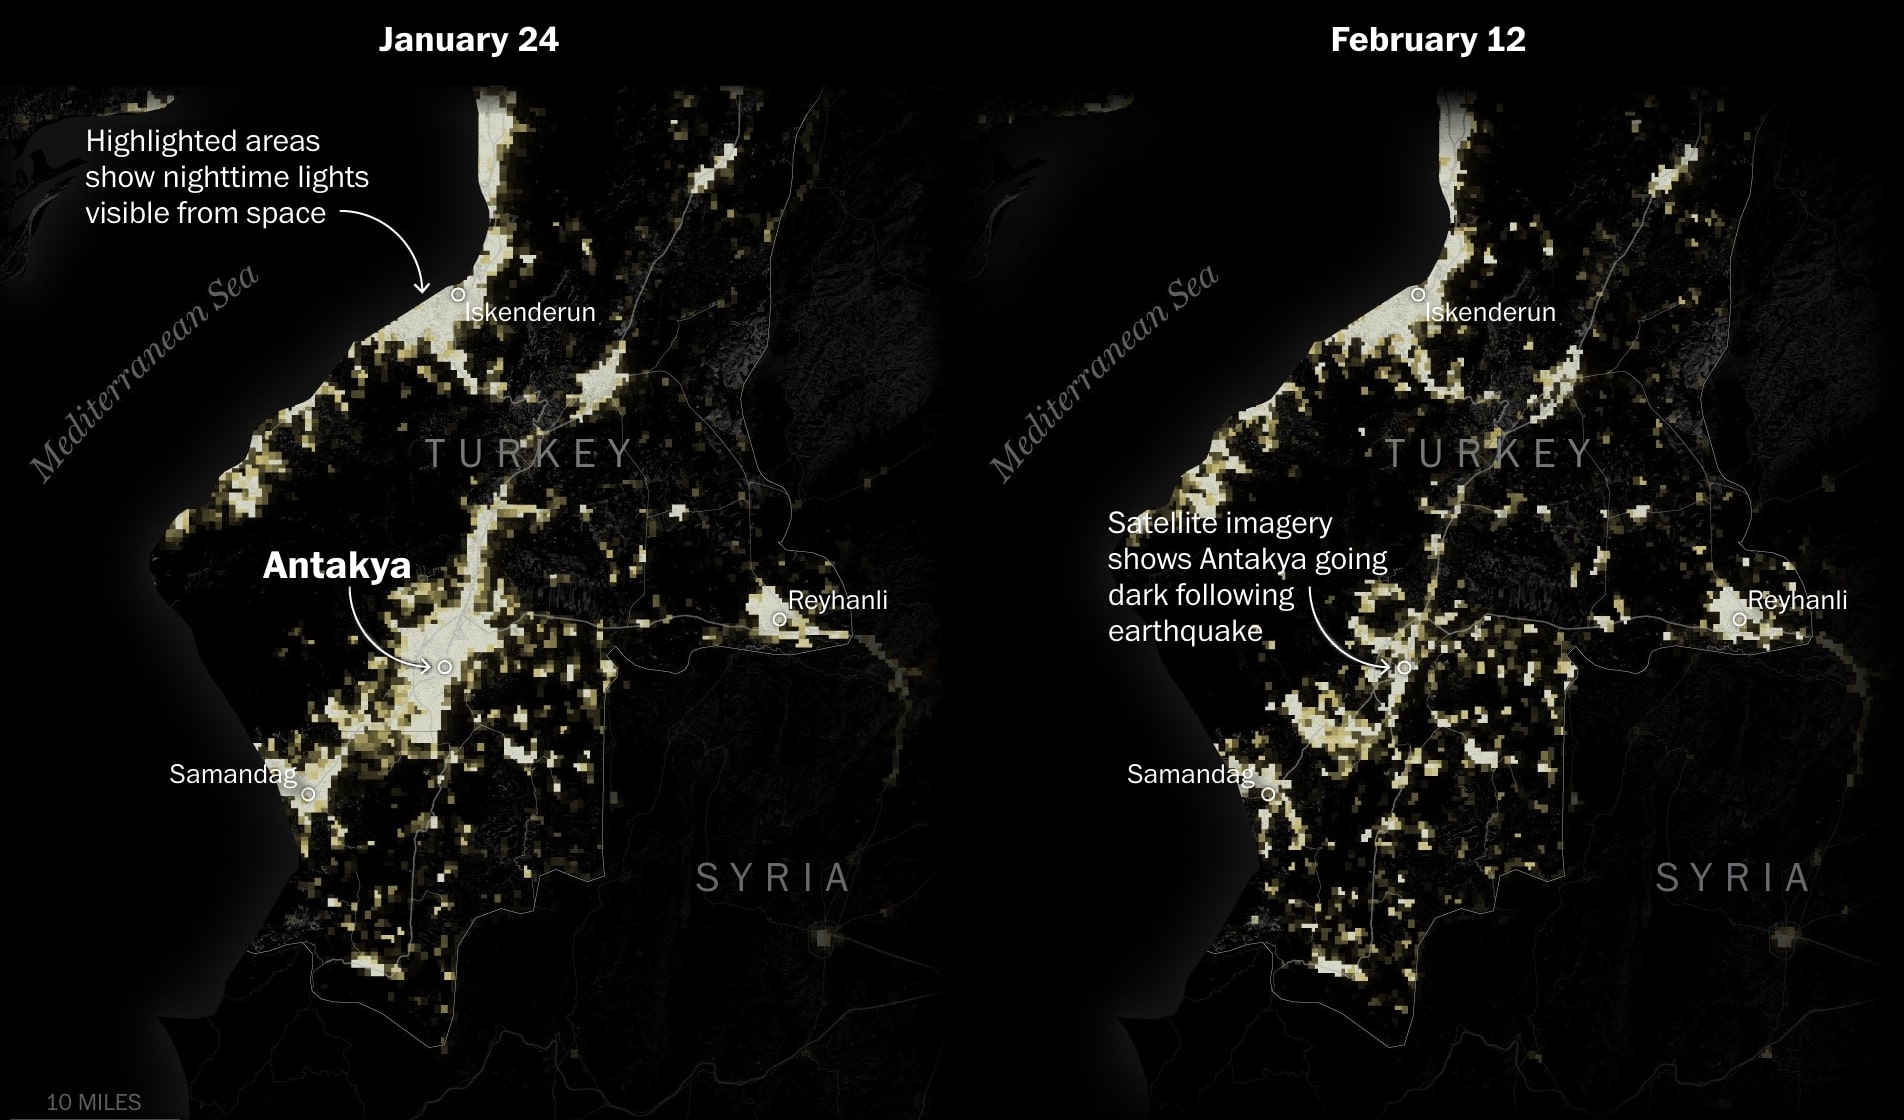 January 24
Highlighted areas
show nighttime lights
visible from space
Mediterranean Sea
Iskenderun
TURKEY
Antakya
Reyhanli
Samandag
SYRIA
10 MILES
February 12
Mediterranean Sea
Iskenderun
TURKEY
Satellite imagery
shows Antakya going
dark following
earthquake
Reyhanli
Samandag
SYRIA